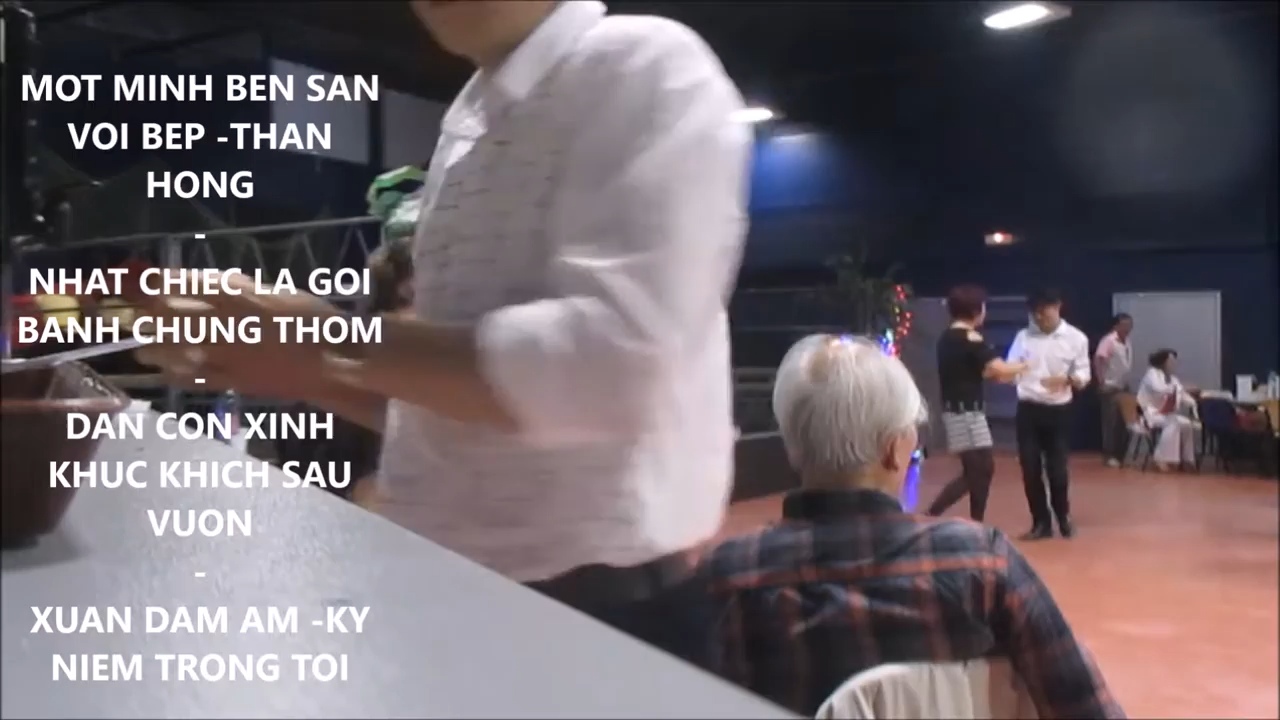 MOT MINH BEN SAN
VOI BEP -THAN
HONG
-
NHAT CHIEC LA GOI
BANH CHUNG THOM
-
DAN CON XINH
KHUC KHICH SAU
VUON
-
XUAN DAM AM -KY
NIEM TRONG TOI